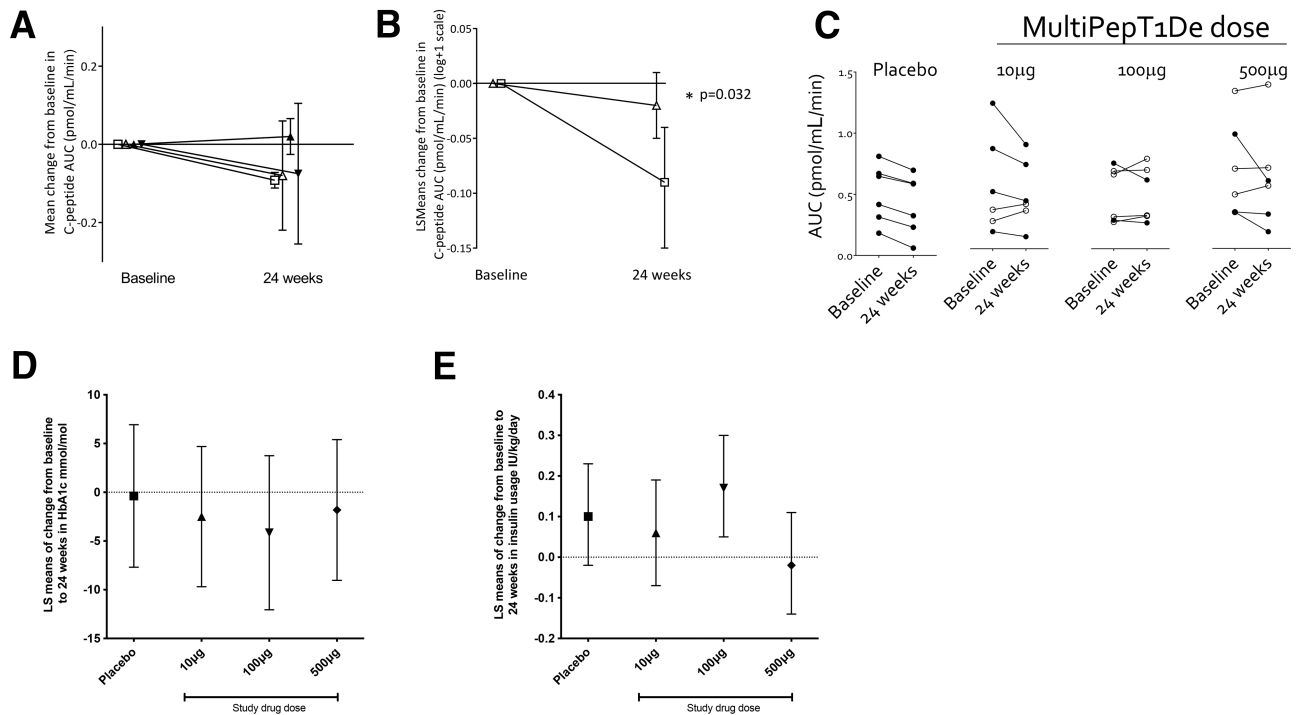 A
Mean change from baseline in
C-peptide AUC (pmol/mL/min)
0.2
0.0
-0.2
Baseline
24 weeks
B
LSMeans change from baseline in
C-peptide AUC (pmol/mL/min) (log+1 scale)
0.05
0.00
-0.05
-0.10
-0.15
* p=0.032
Baseline
24 weeks
C
MultiPepT1De dose
Placebo
10µg
100µg
500µg
AUC (pmol/mL/min)
1.5
1.0
0.5
0.0
Baseline
24 weeks
Baseline
24 weeks
Baseline
24 weeks
Baseline
24 weeks
D
LS means of change from baseline
to 24 weeks in HbA1c mmol/mol
10
5
0
-5
-10
-15
Placebo
10µg
100µg
500µg
Study drug dose
E
LS means of change from baseline to
24 weeks in insulin usage IU/kg/day
0.4
0.3
0.2
0.1
0.0
-0.1
-0.2
Placebo
10µg
100µg
500µg
Study drug dose